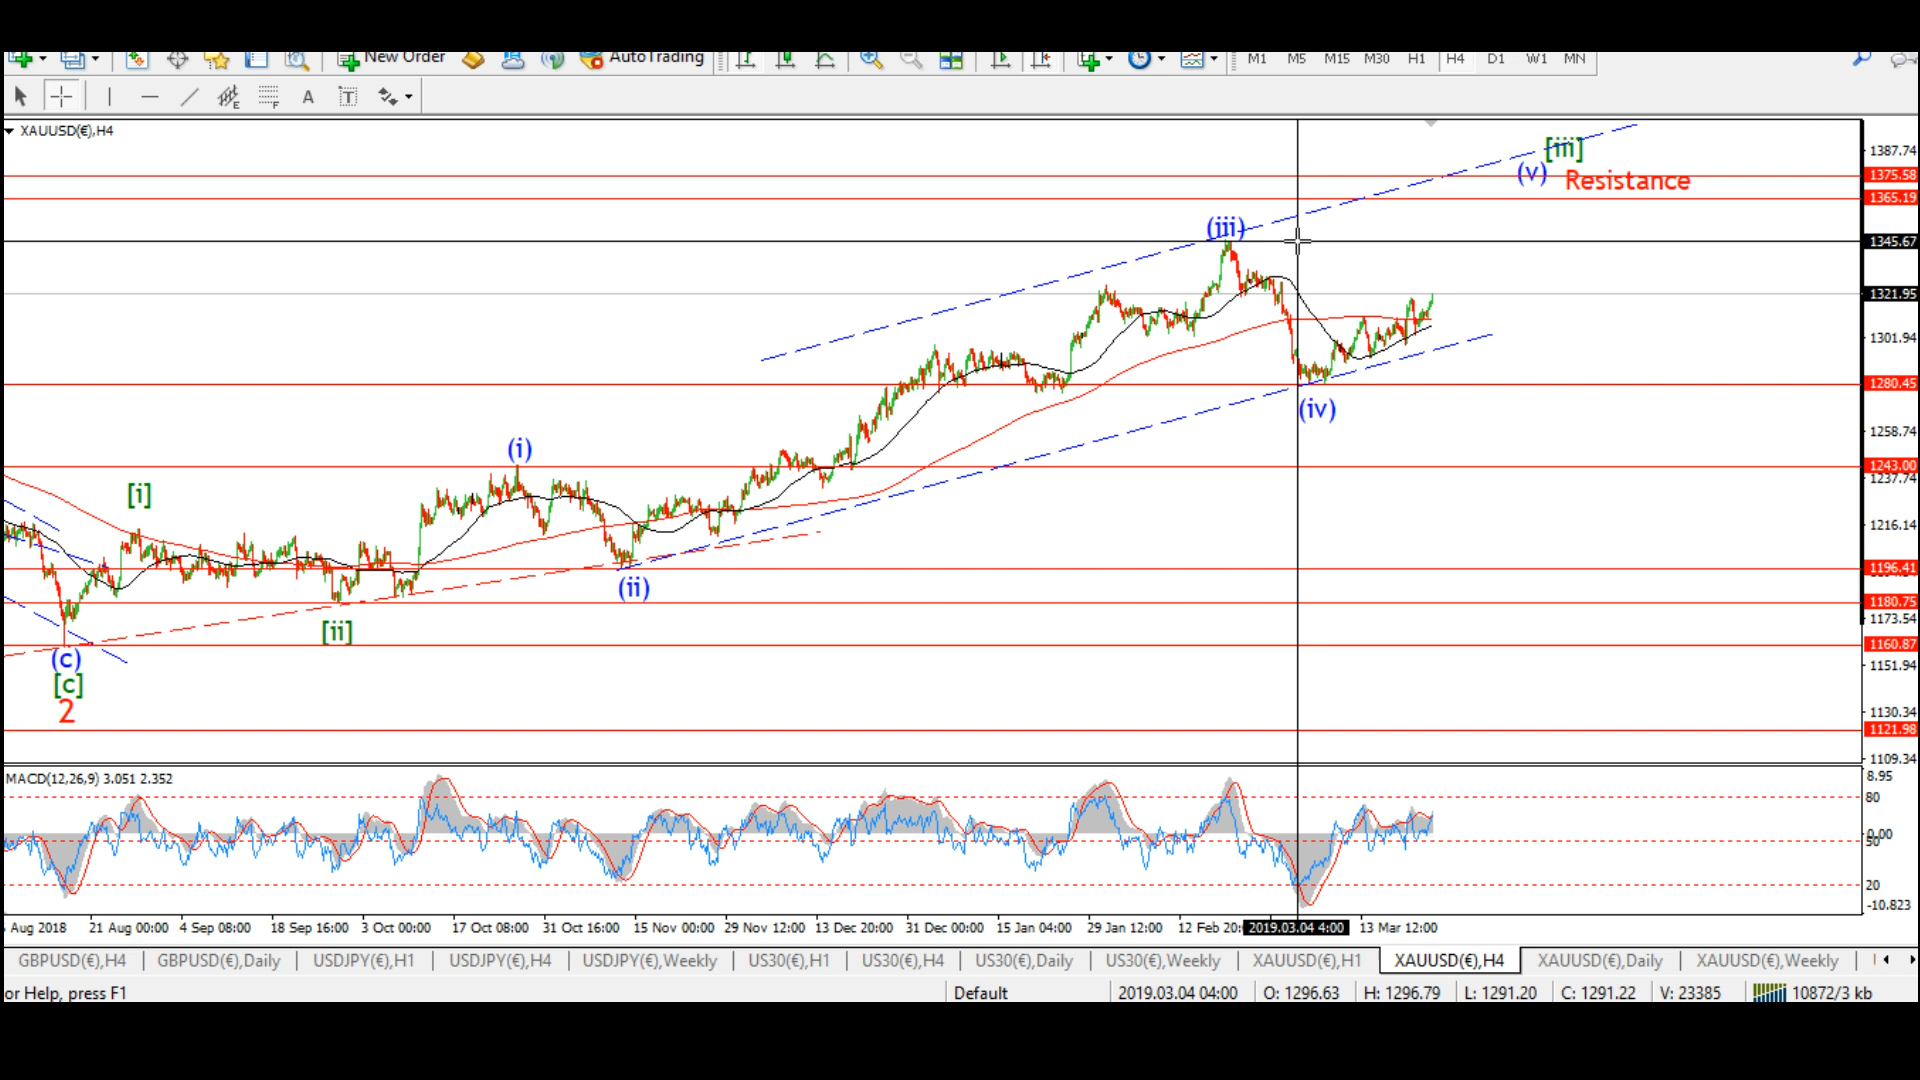 New Order AutoTrading M1 M5 M15 M30 H1 H4 D1 W1 MN
E F A T
XAUUSD(€),H4
[iii]
1387.74
(v) Resistance
1375.58
1365.19
(iii)
1345.67
1321.95
1301.94
1280.45
(iv)
1258.74
(i)
1243.00
1237.74
[i]
1216.14
1196.41
(ii)
1180.75
1173.54
[ii]
1160.87
(c)
1151.94
[c]
2
1130.34
1121.98
1109.34
MACD(12,26,9) 3.051 2.352
8.95
80
0.00
50
20
-10.823
Aug 2018 21 Aug 00:00 4 Sep 08:00 18 Sep 16:00 3 Oct 00:00 17 Oct 08:00 31 Oct 16:00 15 Nov 00:00 29 Nov 12:00 13 Dec 20:00 31 Dec 00:00 15 Jan 04:00 29 Jan 12:00 12 Feb 20: 2019.03.04 4:00 13 Mar 12:00
GBPUSD(€),H4 GBPUSD(€),Daily USDJPY(€),H1 USDJPY(€),H4 USDJPY(€),Weekly US30(€),H1 US30(€),H4 US30(€),Daily US30(€),Weekly XAUUSD(€),H1 XAUUSD(€),H4 XAUUSD(€),Daily XAUUSD(€),Weekly
or Help, press F1 Default 2019.03.04 04:00 O: 1296.63 H: 1296.79 L: 1291.20 C: 1291.22 V: 23385 10872/3 kb